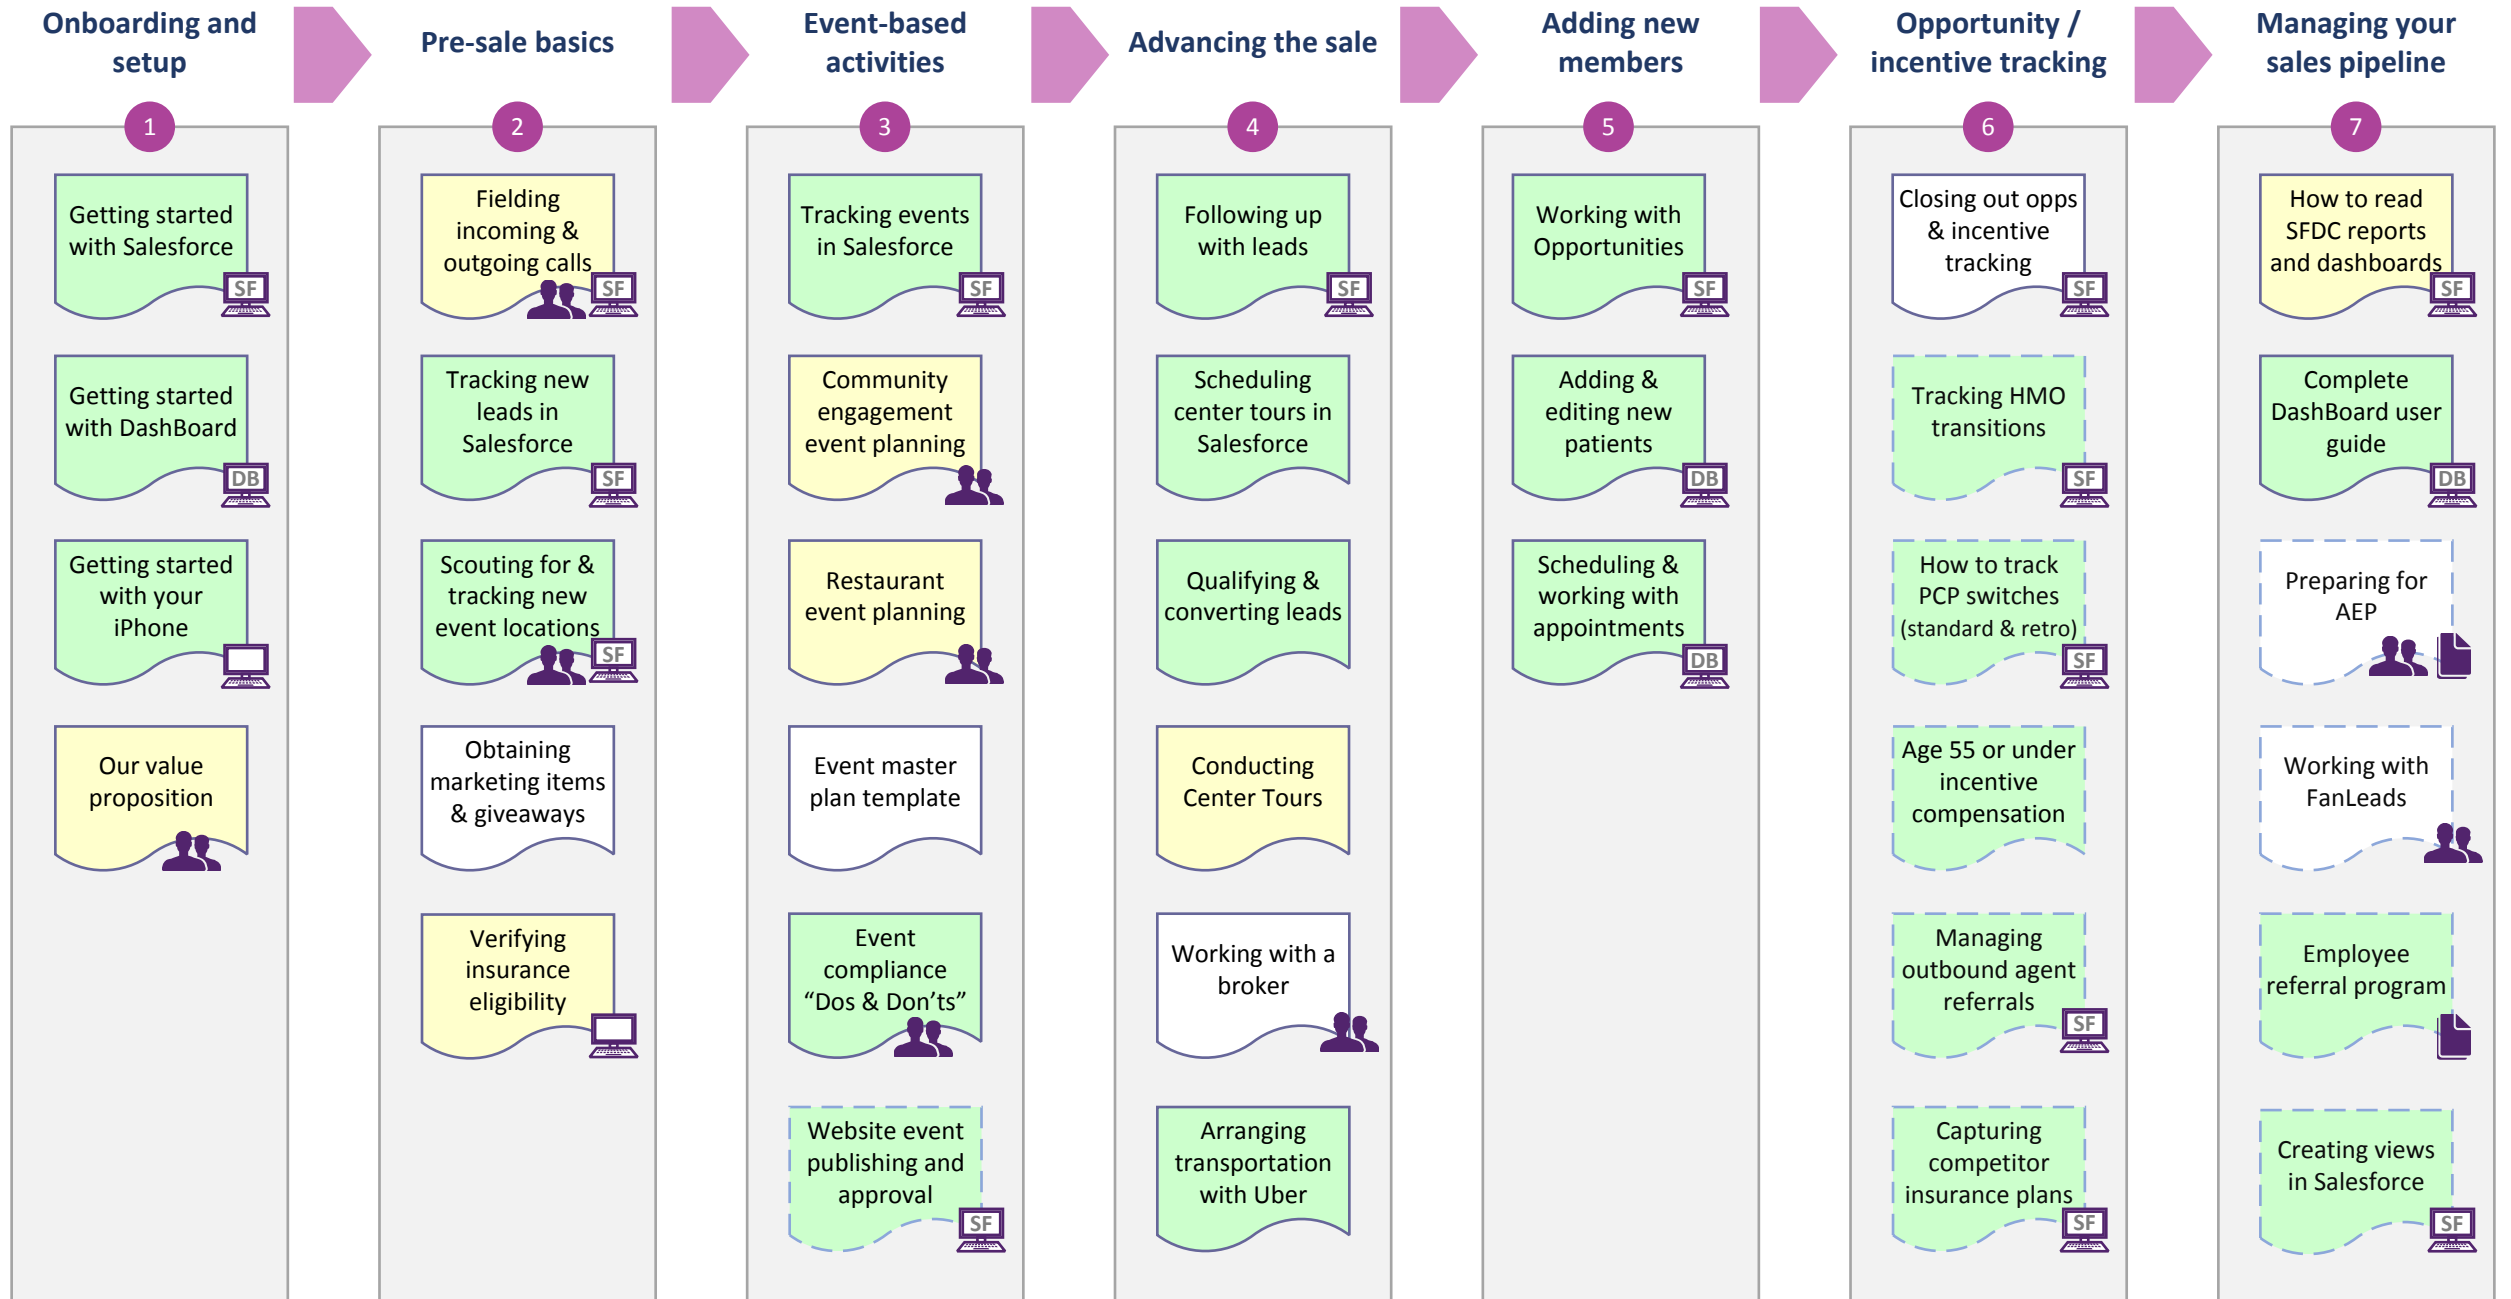 Onboarding and
setup
Pre-sale basics
Event-based
activities
Advancing the sale
Adding new
members
Opportunity /
incentive tracking
Managing your
sales pipeline
1
Getting started
with Salesforce
SF
Getting started
with DashBoard
DB
Getting started
with your
iPhone
Our value
proposition
2
Fielding
incoming &
outgoing calls
SF
Tracking new
leads in
Salesforce
SF
Scouting for &
tracking new
event locations
SF
Obtaining
marketing items
& giveaways
Verifying
insurance
eligibility
3
Tracking events
in Salesforce
SF
Community
engagement
event planning
Restaurant
event planning
Event master
plan template
Event
compliance
“Dos & Don’ts”
Website event
publishing and
approval
SF
4
Following up
with leads
SF
Scheduling
center tours in
Salesforce
Qualifying &
converting leads
Conducting
Center Tours
Working with a
broker
Arranging
transportation
with Uber
5
Working with
Opportunities
SF
Adding &
editing new
patients
DB
Scheduling &
working with
appointments
DB
6
Closing out opps
& incentive
tracking
SF
Tracking HMO
transitions
SF
How to track
PCP switches
(standard & retro)
SF
Age 55 or under
incentive
compensation
Managing
outbound agent
referrals
SF
Capturing
competitor
insurance plans
SF
7
How to read
SFDC reports
and dashboards
SF
Complete
DashBoard user
guide
DB
Preparing for
AEP
Working with
FanLeads
Employee
referral program
Creating views
in Salesforce
SF